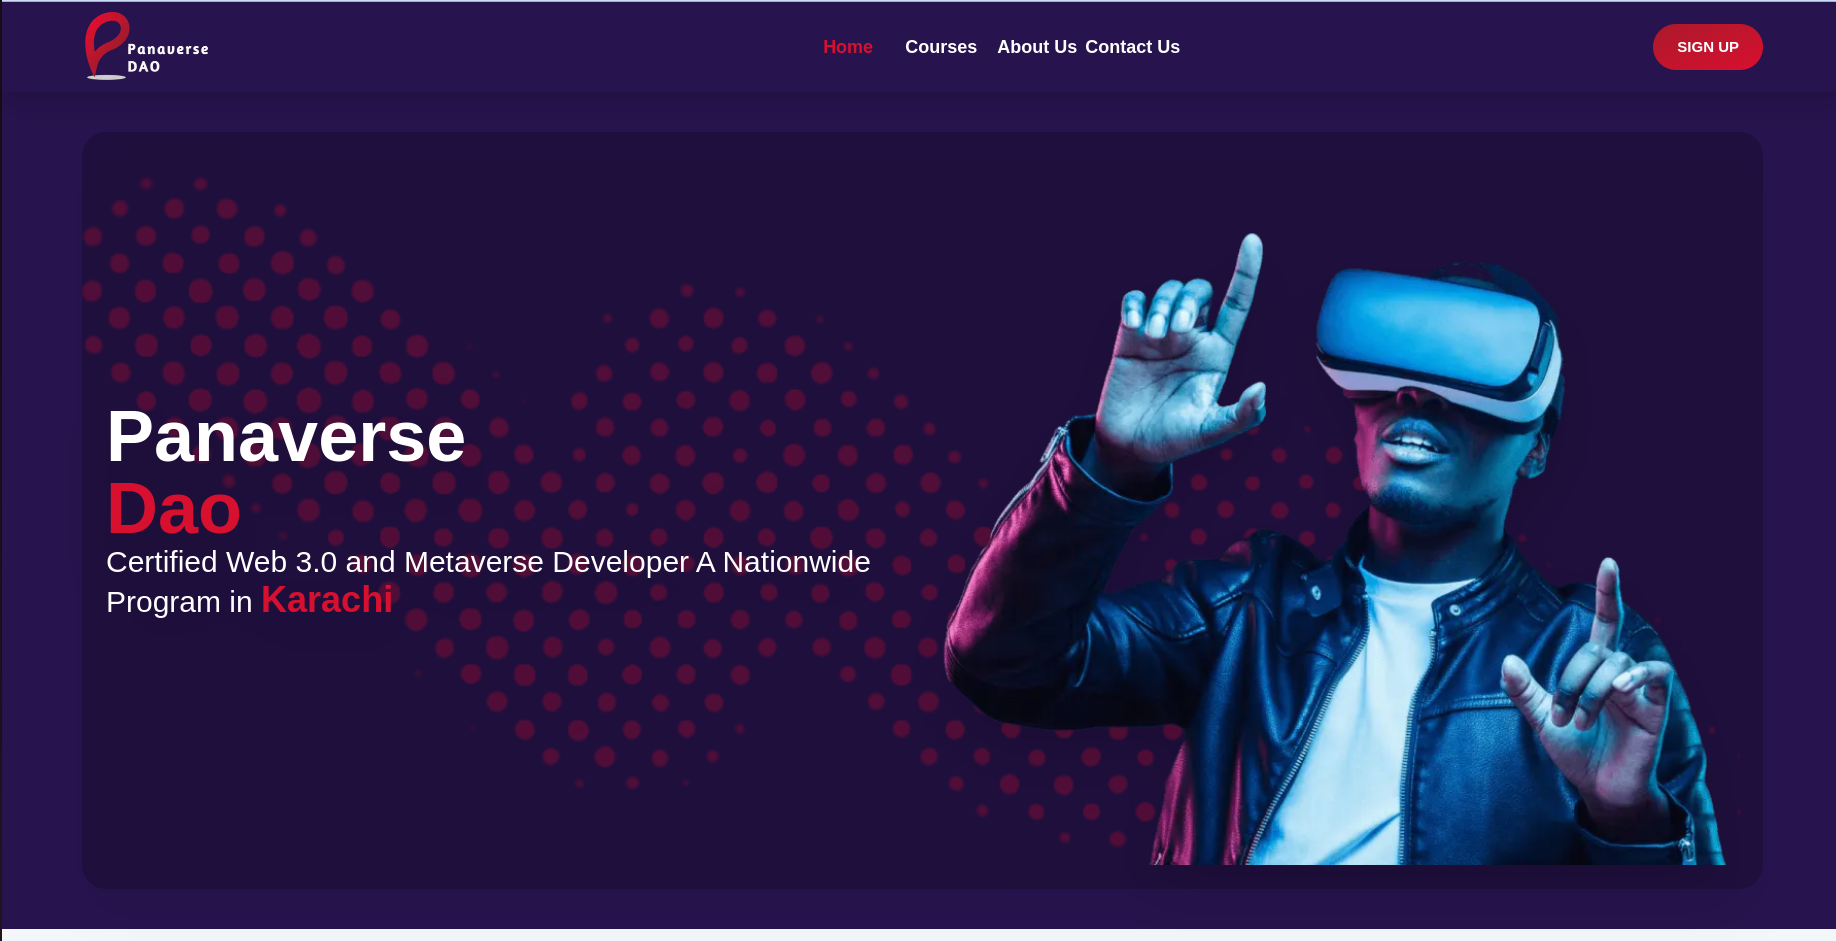 Panaverse
DAO
Home Courses About Us Contact Us
SIGN UP
Panaverse
Dao
Certified Web 3.0 and Metaverse Developer A Nationwide
Program in Karachi